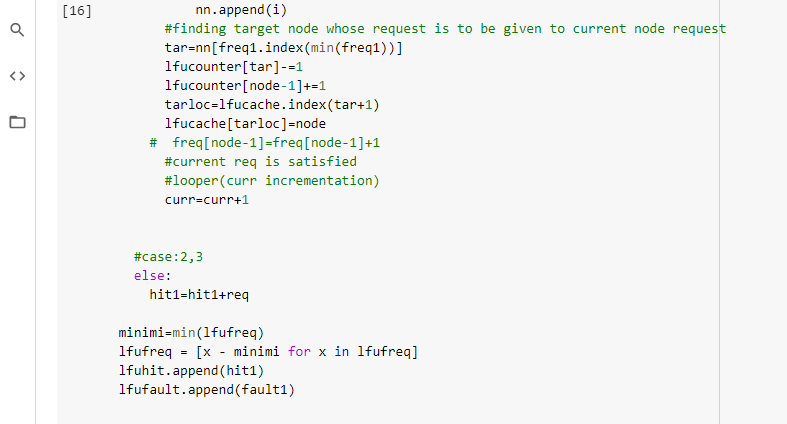 [16] nn.append(i)
#finding target node whose request is to be given to current node request
tar=nn[freq1.index(min(freq1))]
lfucounter[tar]-=1
lfucounter[node-1]+=1
tarloc=lfucache.index(tar+1)
lfucache[tarloc]=node
#  freq[node-1]=freq[node-1]+1
#current req is satisfied
#looper(curr incrementation)
curr=curr+1
#case:2,3
else:
hit1=hit1+req
minimi=min(lfufreq)
lfufreq = [x - minimi for x in lfufreq]
lfuhit.append(hit1)
lfufault.append(fault1)